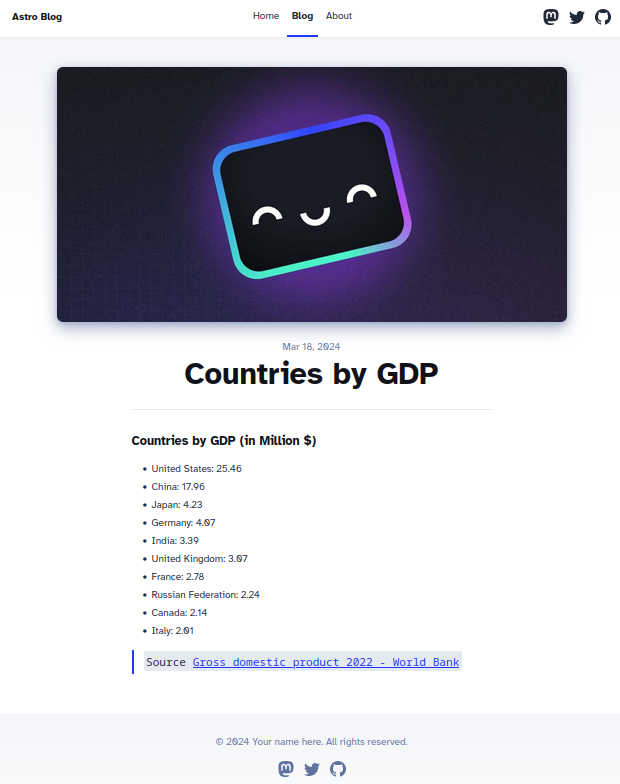 Astro Blog
Home Blog About
Mar 18, 2024
Countries by GDP
Countries by GDP (in Million $)
United States: 25.46
China: 17.96
Japan: 4.23
Germany: 4.07
India: 3.39
United Kingdom: 3.07
France: 2.78
Russian Federation: 2.24
Canada: 2.14
Italy: 2.01
Source Gross domestic product 2022 - World Bank
© 2024 Your name here. All rights reserved.